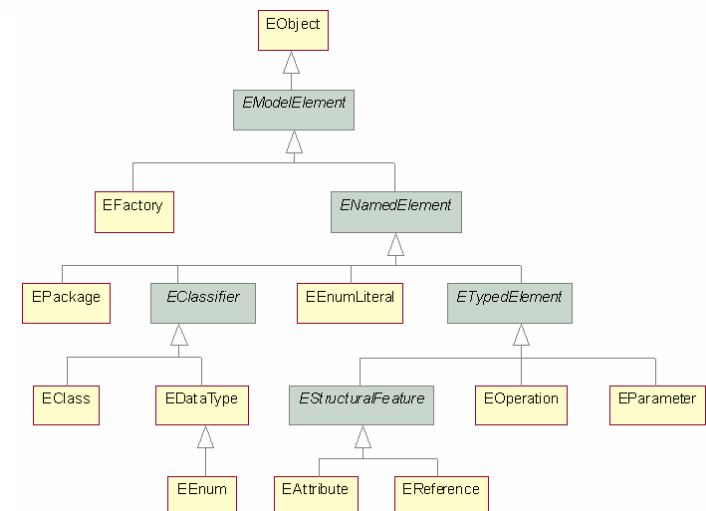 EObject
EModelElement
EFactory
ENamedElement
EPackage
EClassifier
EEnumLiteral
ETypedElement
EClass
EDataType
EStructuralFeature
EOperation
EParameter
EEnum
EAttribute
EReference